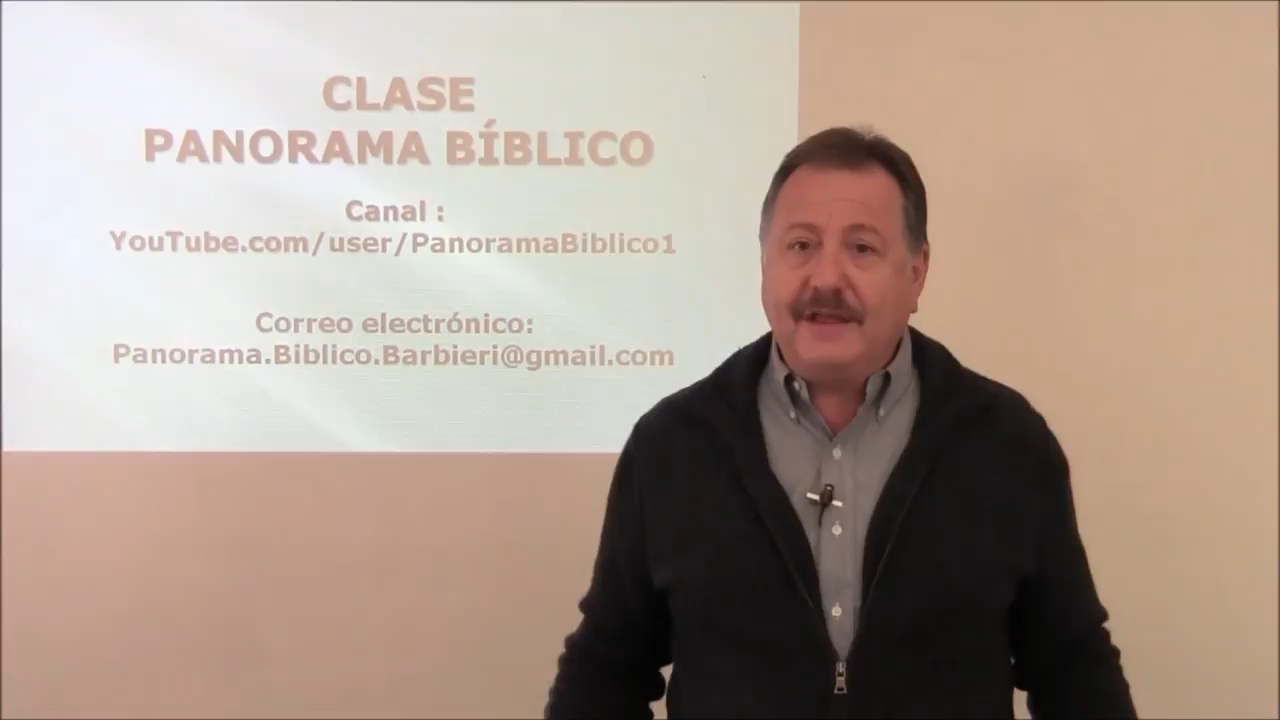 CLASE
PANORAMA BÍBLICO
Canal :
YouTube.com/user/PanoramaBiblico1
Correo electrónico:
Panorama.Biblico.Barbieri@gmail.com